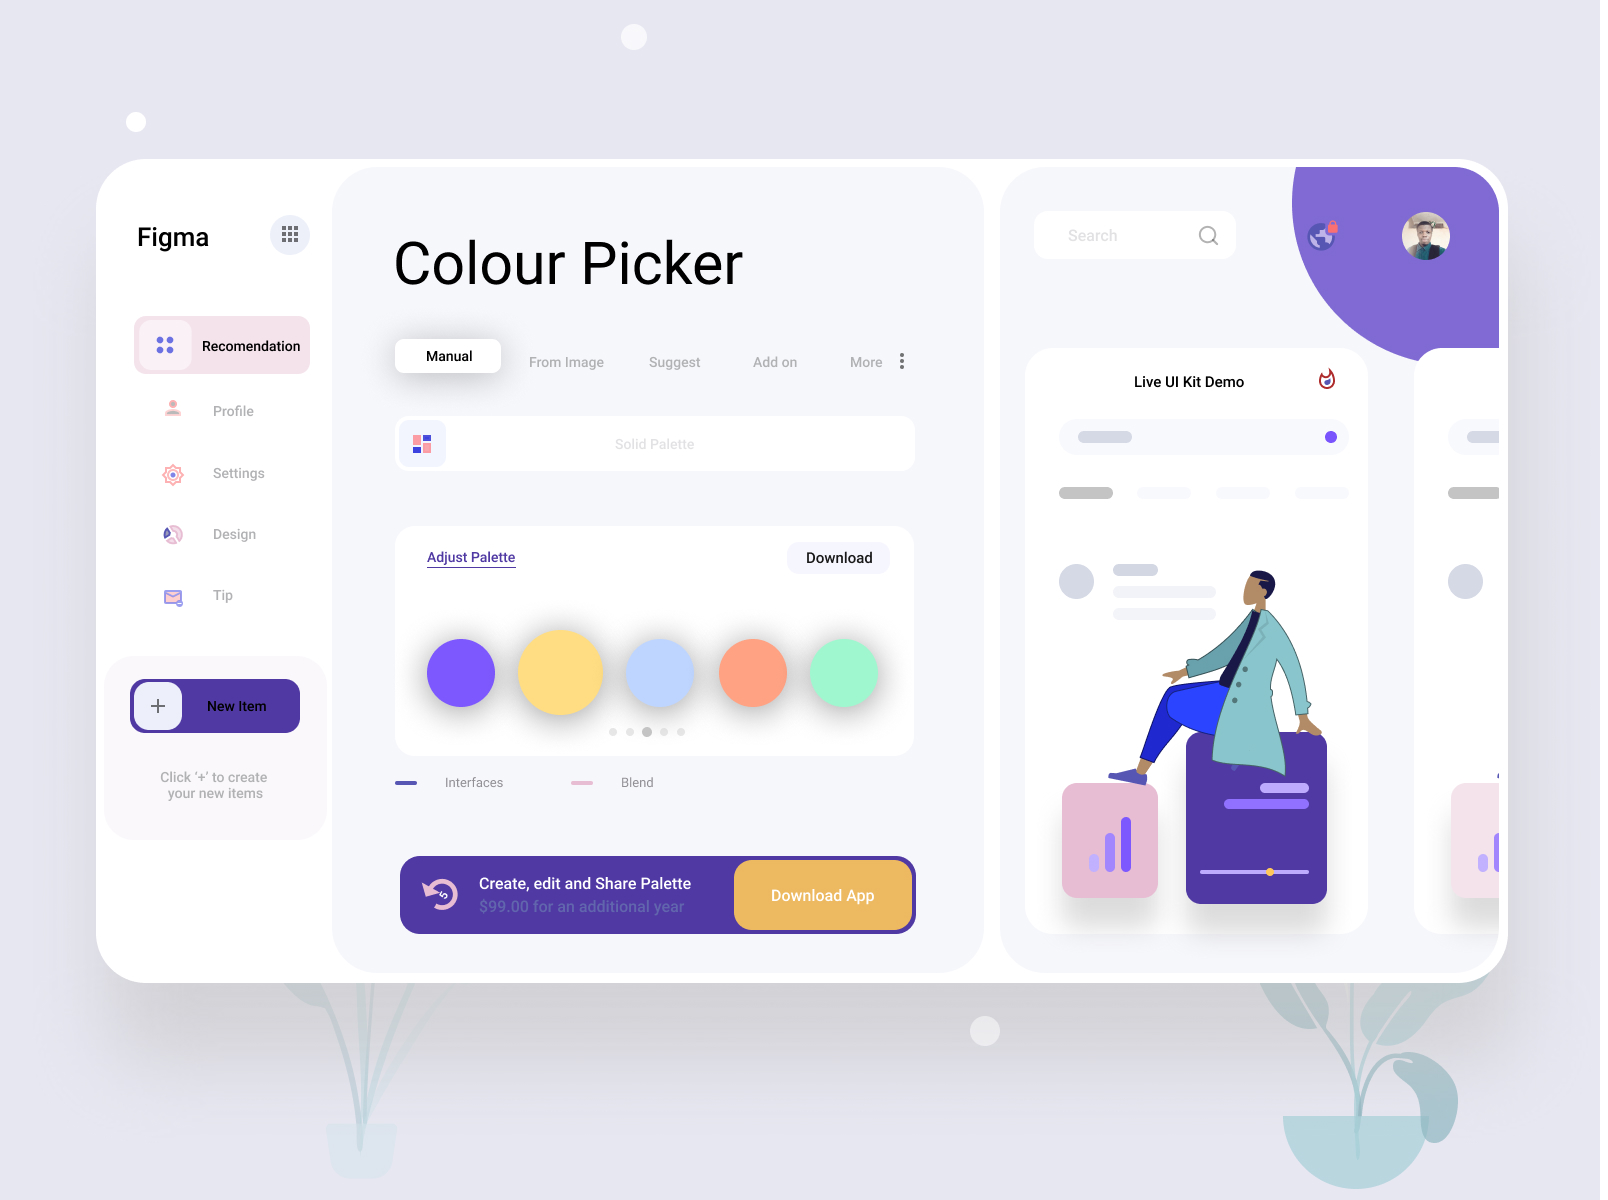 Figma
Recomendation
Profile
Settings
Design
Tip
New Item
Click ‘+’ to create
your new items
Colour Picker
Manual
From Image
Suggest
Add on
More
Solid Palette
Adjust Palette
Download
Interfaces
Blend
5
Create, edit and Share Palette
$99.00 for an additional year
Download App
Search
Live UI Kit Demo